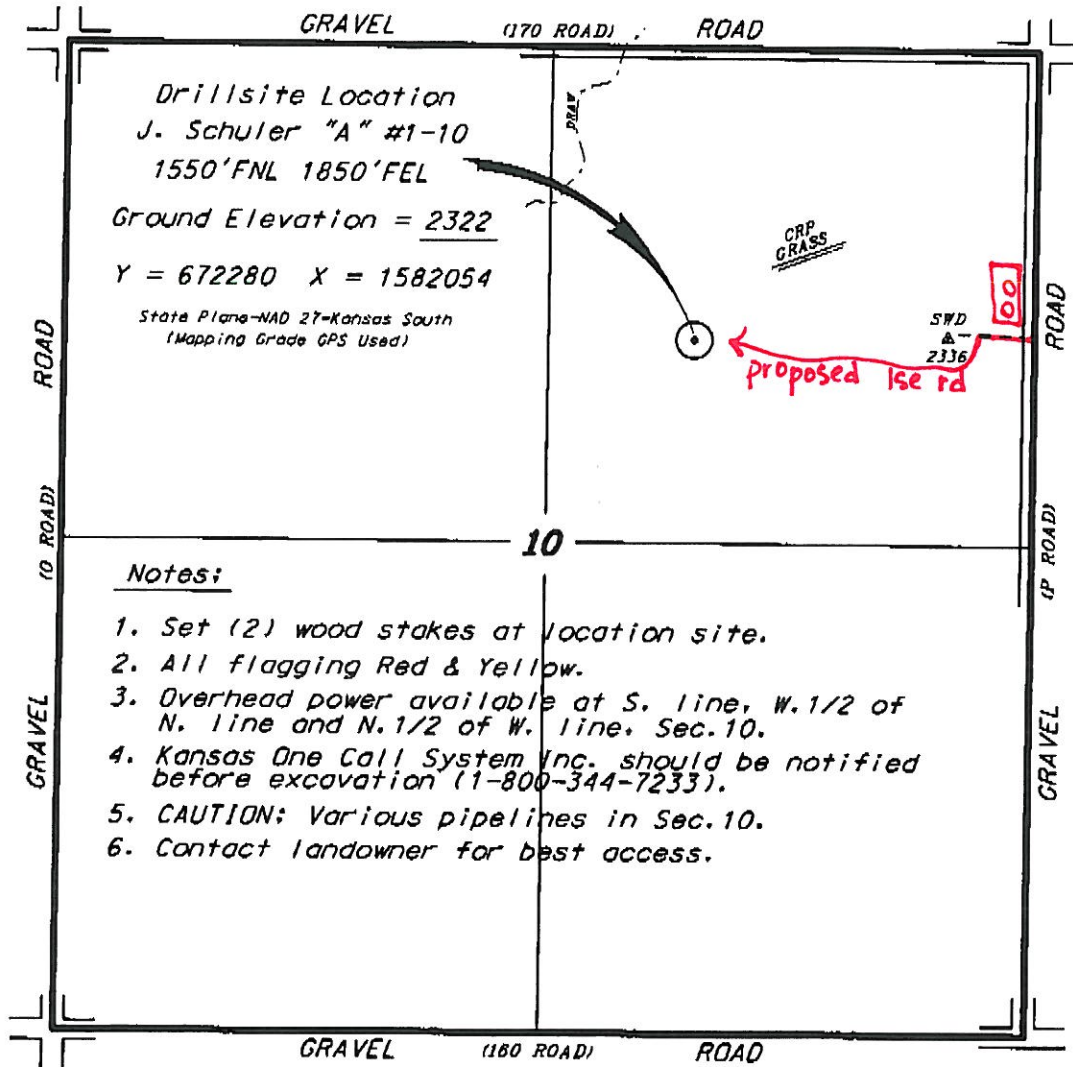 GRAVEL (170 ROAD) ROAD
Drillsite Location
J. Schuler "A" #1-10
1550'FNL 1850'FEL
Ground Elevation = 2322
Y = 672280 X = 1582054
State Plane-NAD 27-Kansas South
(Mapping Grade GPS Used)
DRAW
CRP
GRASS
SWD
2336
proposed lse rd
ROAD
(O ROAD)
GRAVEL
ROAD
(P ROAD)
GRAVEL
10
Notes:
1. Set (2) wood stakes at location site.
2. All flagging Red & Yellow.
3. Overhead power available at S. line, W.1/2 of
N. line and N.1/2 of W. line, Sec.10.
4. Kansas One Call System Inc. should be notified
before excavation (1-800-344-7233).
5. CAUTION: Various pipelines in Sec.10.
6. Contact landowner for best access.
GRAVEL (160 ROAD) ROAD